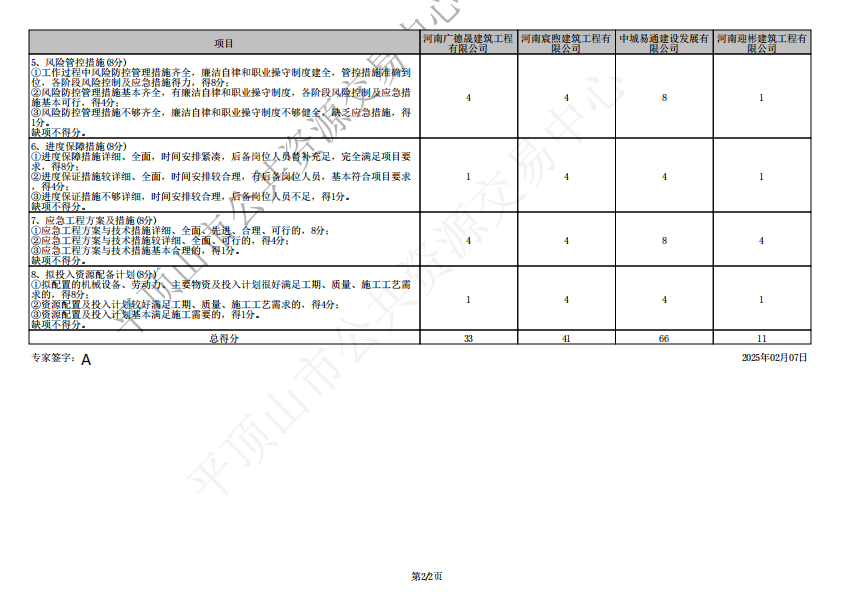 项目
河南广德晟建筑工程
有限公司
河南宸煦建筑工程有
限公司
中城易通建设发展有
限公司
河南迎彬建筑工程有
限公司
5、风险管控措施(8分)
①工作过程中风险防控管理措施齐全，廉洁自律和职业操守制度建全，管控措施准确到
位，各阶段风险控制及应急措施得力，得8分；
②风险防控管理措施基本齐全，有廉洁自律和职业操守制度，各阶段风险控制及应急措
施基本可行，得4分；
③风险防控管理措施不够齐全，廉洁自律和职业操守制度不够健全，缺乏应急措施，得
1分。
缺项不得分。
4
4
8
1
6、进度保障措施(8分)
①进度保障措施详细、全面，时间安排紧凑，后备岗位人员替补充足，完全满足项目要
求，得8分；
②进度保证措施较详细、全面，时间安排较合理，有后备岗位人员，基本符合项目要求
，得4分；
③进度保证措施不够详细，时间安排较合理，后备岗位人员不足，得1分。
缺项不得分。
1
4
4
1
7、应急工程方案及措施(8分)
①应急工程方案与技术措施详细、全面、先进、合理、可行的，8分；
②应急工程方案与技术措施较详细、全面、可行的，得4分；
③应急工程方案与技术措施基本合理的，得1分。
缺项不得分。
4
4
8
4
8、拟投入资源配备计划(8分)
①拟配置的机械设备、劳动力、主要物资及投入计划很好满足工期、质量、施工工艺需
求的，得8分；
②资源配置及投入计划较好满足工期、质量、施工工艺需求的，得4分；
③资源配置及投入计划基本满足施工需要的，得1分。
缺项不得分。
1
4
4
1
总得分
33
41
66
11
专家签字：A
2025年02月07日
平顶山市公共资源交易中心
平顶山市公共资源交易中心
第2/2页